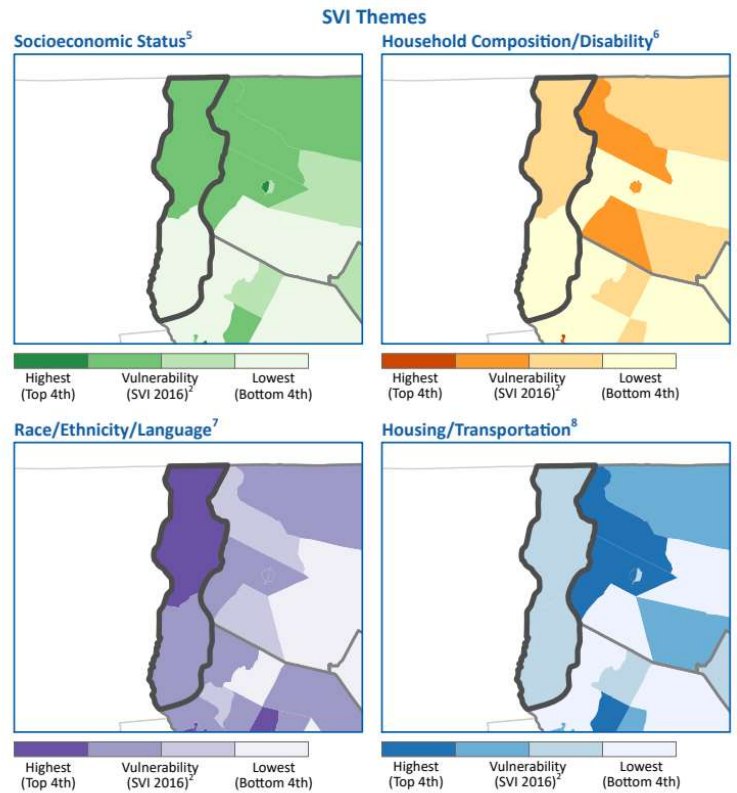 SVI Themes
Socioeconomic Status5
Household Composition/Disability6
Highest
(Top 4th)
Vulnerability
(SVI 2016)2
Lowest
(Bottom 4th)
Highest
(Top 4th)
Vulnerability
(SVI 2016)2
Lowest
(Bottom 4th)
Race/Ethnicity/Language7
Housing/Transportation8
Highest
(Top 4th)
Vulnerability
(SVI 2016)2
Lowest
(Bottom 4th)
Highest
(Top 4th)
Vulnerability
(SVI 2016)2
Lowest
(Bottom 4th)